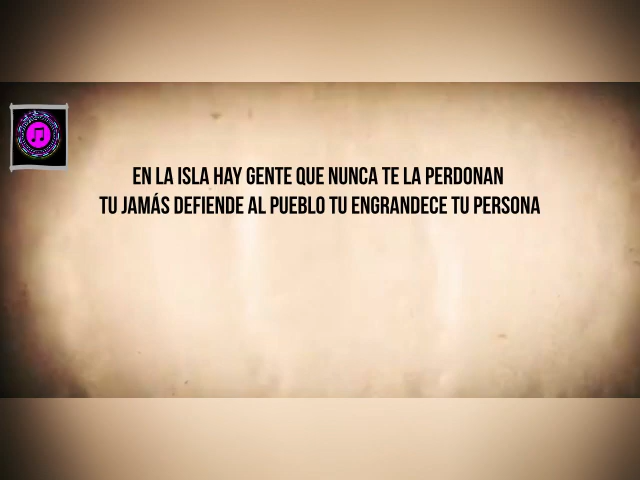 EN LA ISLA HAY GENTE QUE NUNCA TE LA PERDONAN
TU JAMÁS DEFIENDE AL PUEBLO TU ENGRANDECE TU PERSONA